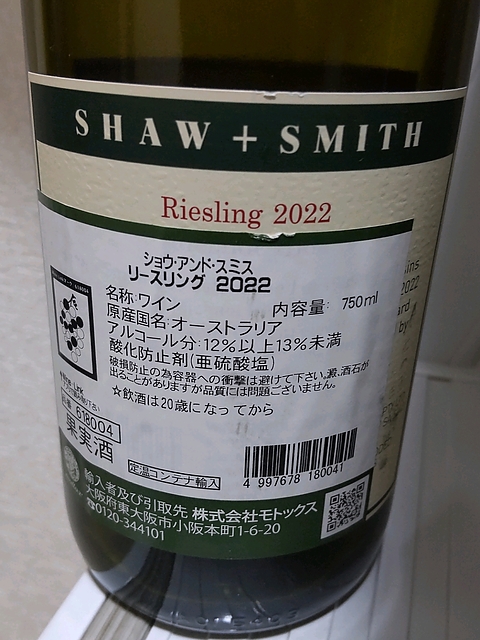 SHAW + SMITH
Riesling 2022
ショウ・アンド・スミス
リースリング 2022
名称:ワイン
内容量: 750ml
原産国名:オーストラリア
アルコール分:12%以上13%未満
酸化防止剤(亜硫酸塩)
破損防止の為容器への衝撃は避けて下さい。澱、酒石が
出ることがありますが品質には問題ございません。
☆飲酒は20歳になってから
618004
果実酒
定温コンテナ輸入
4 997678 180041
輸入者及び引取先 株式会社モトックス
大阪府東大阪市小阪本町1-6-20
☎0120-344101
2022